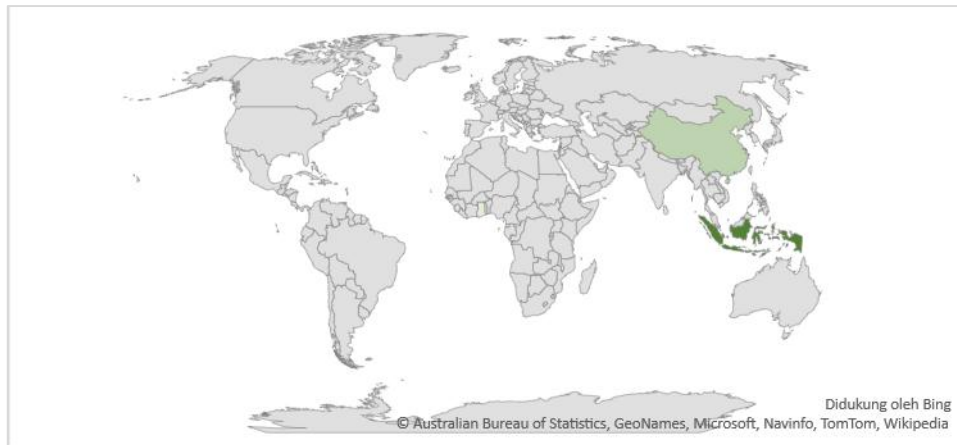 Didukung oleh Bing
© Australian Bureau of Statistics, GeoNames, Microsoft, Navinfo, TomTom, Wikipedia